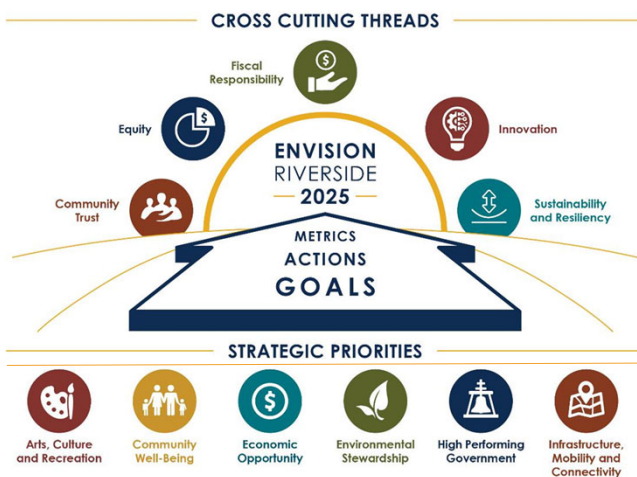 CROSS CUTTING THREADS
Fiscal
Responsibility
$
Equity
$
Innovation
Community
Trust
Sustainability
and Resiliency
ENVISION
RIVERSIDE
2025
METRICS
ACTIONS
GOALS
STRATEGIC PRIORITIES
$
Arts, Culture
and Recreation
Community
Well-Being
Economic
Opportunity
Environmental
Stewardship
High Performing
Government
Infrastructure,
Mobility and
Connectivity